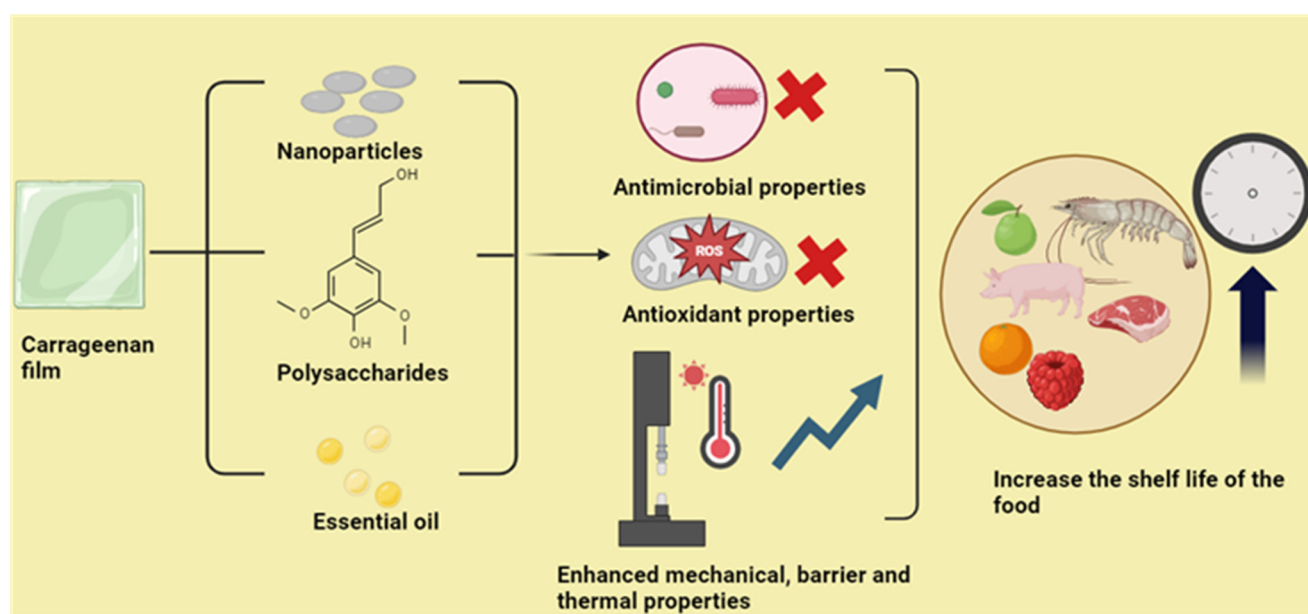 Carrageenan
film
Nanoparticles
OH
O
O
OH
Polysaccharides
Essential oil
Antimicrobial properties
ROS
Antioxidant properties
Enhanced mechanical, barrier and
thermal properties
Increase the shelf life of the
food